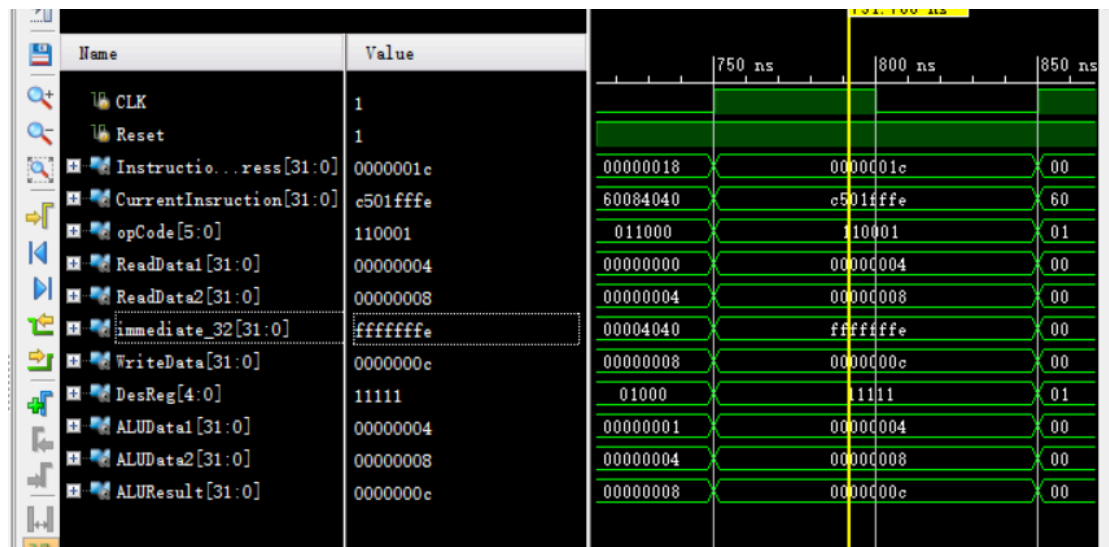 751.700 ns
Name Value
750 ns 800 ns 850 ns
CLK 1
Reset 1
Instructio...ress[31:0] 0000001c 00000018 0000001c 00
CurrentInsruction[31:0] c501fffe 60084040 c501fffe 60
opCode[5:0] 110001 011000 110001 01
ReadData1[31:0] 00000004 00000000 00000004 00
ReadData2[31:0] 00000008 00000004 00000008 00
immediate_32[31:0] fffffffe 00004040 fffffffe 00
WriteData[31:0] 0000000c 00000008 0000000c 00
DesReg[4:0] 11111 01000 11111 01
ALUData1[31:0] 00000004 00000001 00000004 00
ALUData2[31:0] 00000008 00000004 00000008 00
ALUResult[31:0] 0000000c 00000008 0000000c 00